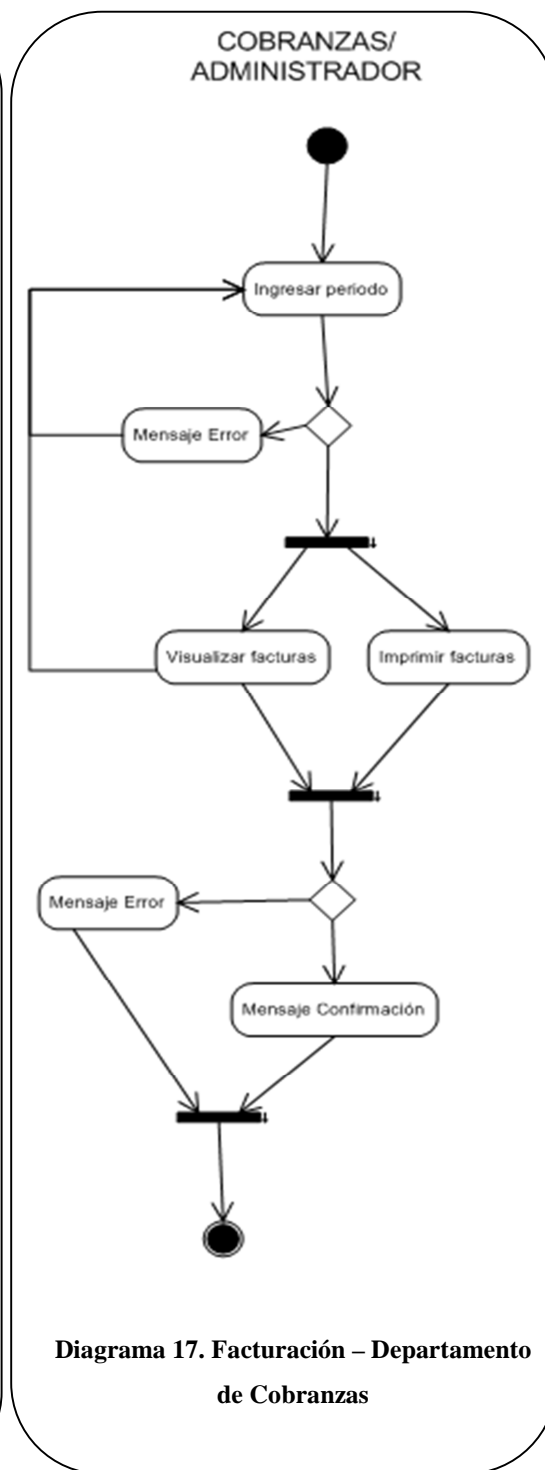 COBRANZAS/
ADMINISTRADOR
Ingresar periodo
Mensaje Error
Visualizar facturas
Imprimir facturas
Mensaje Error
Mensaje Confirmación
Diagrama 17. Facturación – Departamento
de Cobranzas